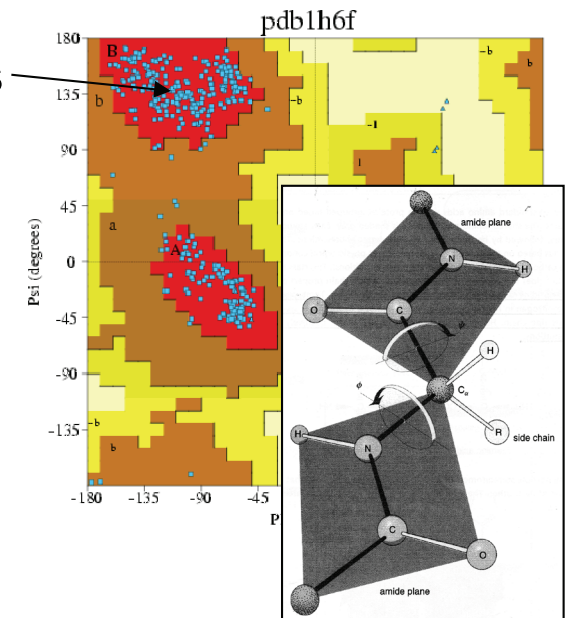 pdb1h6f
180
135
90
45
0
-45
-90
-135
Psi (degrees)
B
b
a
A
~b
~l
l
~b
b
~b
b
-180 -135 -90 -45
amide plane
N
H
O
C
ψ
H
Cα
φ
R
side chain
H
N
C
O
amide plane